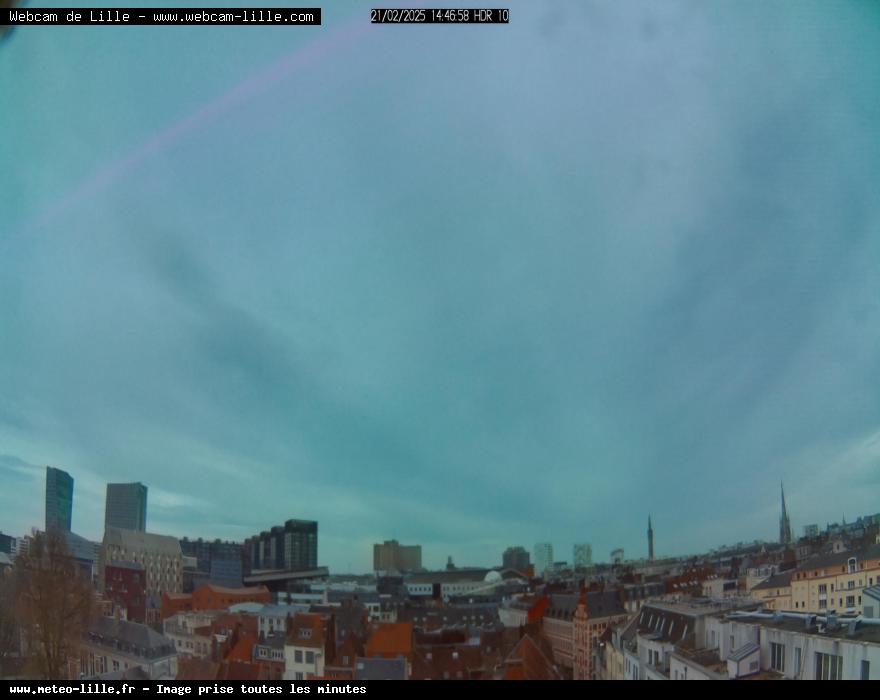 Webcam de Lille - www.webcam-lille.com
21/02/2025 14:46:58 HDR 10
www.meteo-lille.fr - Image prise toutes les minutes